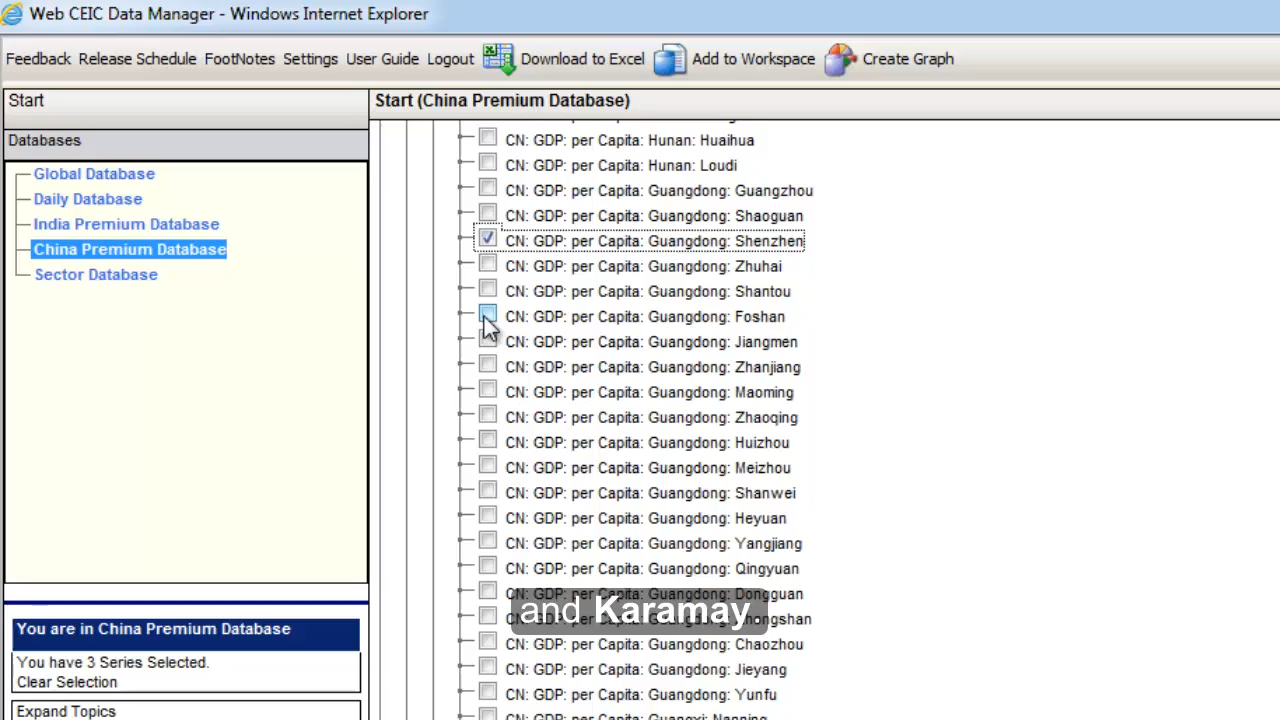 Web CEIC Data Manager - Windows Internet Explorer
Feedback Release Schedule FootNotes Settings User Guide Logout Download to Excel Add to Workspace Create Graph
Start
Start (China Premium Database)
Databases
Global Database
Daily Database
India Premium Database
China Premium Database
Sector Database
CN: GDP: per Capita: Hunan: Huaihua
CN: GDP: per Capita: Hunan: Loudi
CN: GDP: per Capita: Guangdong: Guangzhou
CN: GDP: per Capita: Guangdong: Shaoguan
CN: GDP: per Capita: Guangdong: Shenzhen
CN: GDP: per Capita: Guangdong: Zhuhai
CN: GDP: per Capita: Guangdong: Shantou
CN: GDP: per Capita: Guangdong: Foshan
CN: GDP: per Capita: Guangdong: Jiangmen
CN: GDP: per Capita: Guangdong: Zhanjiang
CN: GDP: per Capita: Guangdong: Maoming
CN: GDP: per Capita: Guangdong: Zhaoqing
CN: GDP: per Capita: Guangdong: Huizhou
CN: GDP: per Capita: Guangdong: Meizhou
CN: GDP: per Capita: Guangdong: Shanwei
CN: GDP: per Capita: Guangdong: Heyuan
CN: GDP: per Capita: Guangdong: Yangjiang
CN: GDP: per Capita: Guangdong: Qingyuan
CN: GDP: per Capita: Guangdong: Dongguan
and Karamay
CN: GDP: per Capita: Guangdong: Chaozhou
CN: GDP: per Capita: Guangdong: Jieyang
CN: GDP: per Capita: Guangdong: Yunfu
CN: GDP: per Capita: Guangxi: Nanning
You are in China Premium Database
You have 3 Series Selected.
Clear Selection
Expand Topics